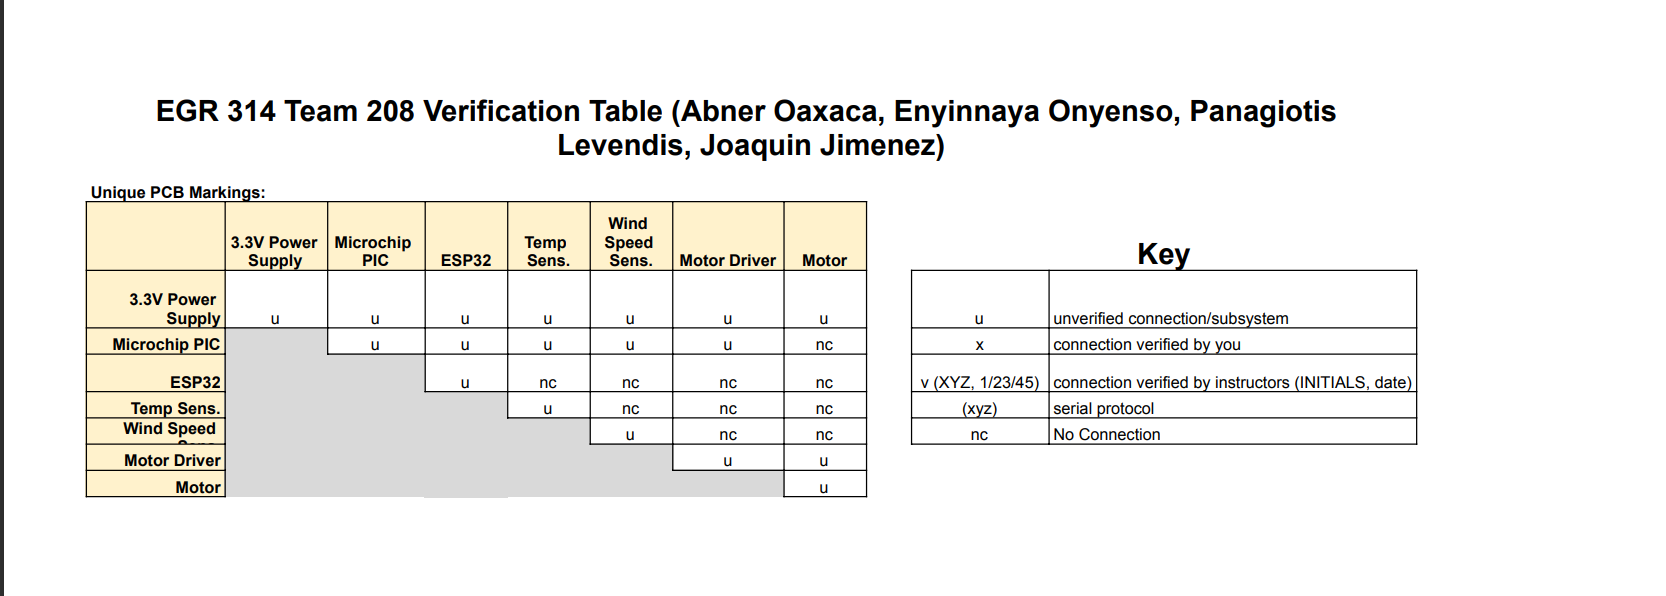 EGR 314 Team 208 Verification Table (Abner Oaxaca, Enyinnaya Onyenso, Panagiotis
Levendis, Joaquin Jimenez)
Unique PCB Markings:
3.3V Power Supply Microchip PIC ESP32 Temp Sens. Wind Speed Sens. Motor Driver Motor
3.3V Power Supply u u u u u u u
Microchip PIC u u u u u nc
ESP32 u nc nc nc nc
Temp Sens. u nc nc nc
Wind Speed u nc nc
Motor Driver u u
Motor u
Key
u unverified connection/subsystem
x connection verified by you
v (XYZ, 1/23/45) connection verified by instructors (INITIALS, date)
(xyz) serial protocol
nc No Connection